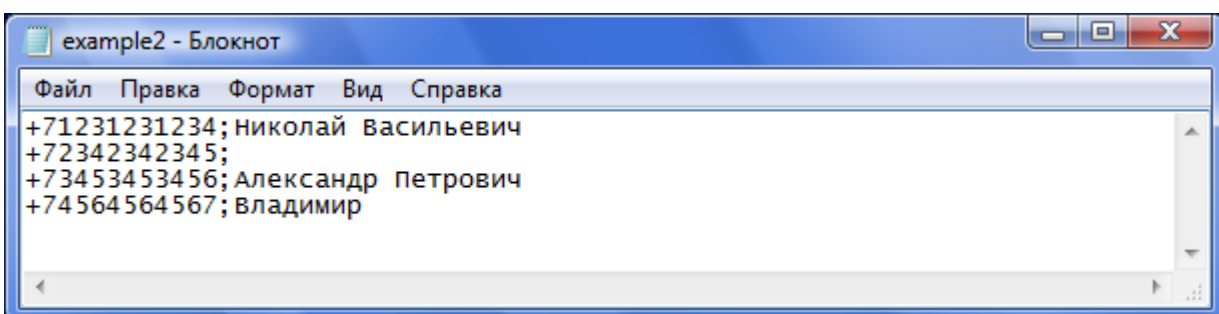 example2 - Блокнот
Файл Правка Формат Вид Справка
+71231231234;Николай Васильевич
+72342342345;
+73453453456;Александр Петрович
+74564564567;Владимир